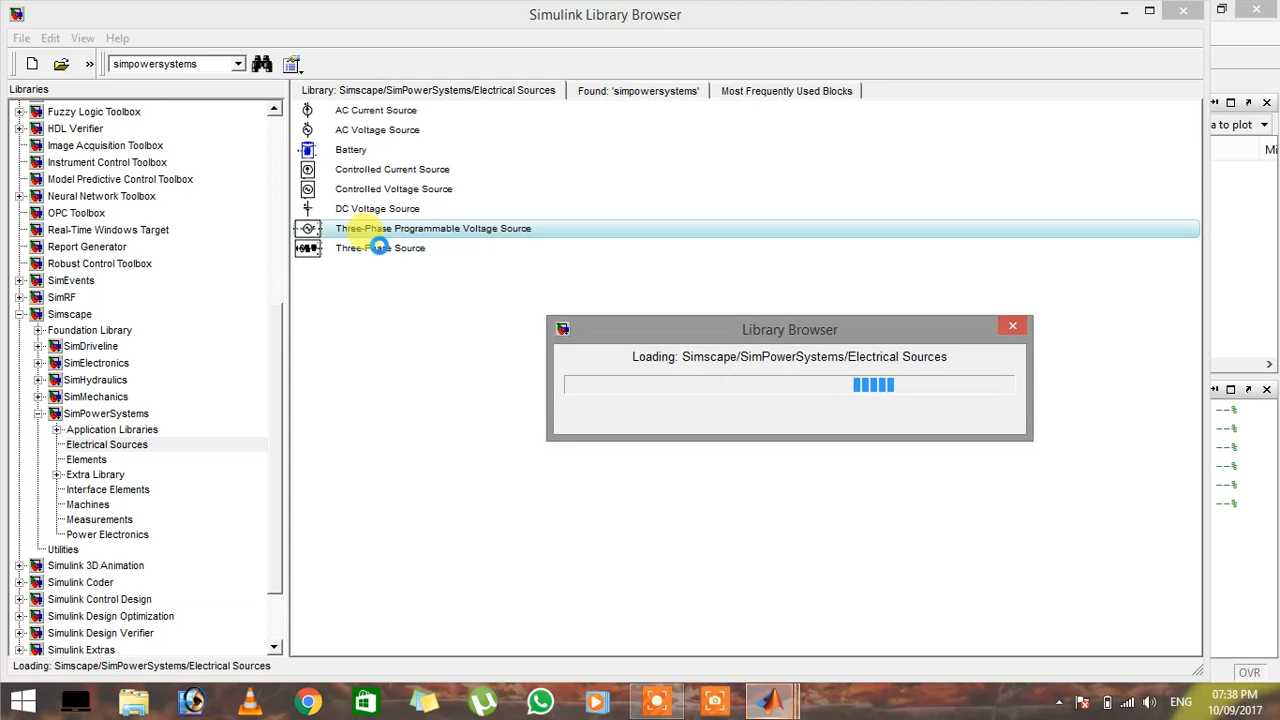 Simulink Library Browser
File Edit View Help
simpowersystems
Libraries
Library: Simscape/SimPowerSystems/Electrical Sources
Found: 'simpowersystems'
Most Frequently Used Blocks
Fuzzy Logic Toolbox
HDL Verifier
Image Acquisition Toolbox
Instrument Control Toolbox
Model Predictive Control Toolbox
Neural Network Toolbox
OPC Toolbox
Real-Time Windows Target
Report Generator
Robust Control Toolbox
SimEvents
SimRF
Simscape
Foundation Library
SimDriveline
SimElectronics
SimHydraulics
SimMechanics
SimPowerSystems
Application Libraries
Electrical Sources
Elements
Extra Library
Interface Elements
Machines
Measurements
Power Electronics
Utilities
Simulink 3D Animation
Simulink Coder
Simulink Control Design
Simulink Design Optimization
Simulink Design Verifier
Simulink Extras
AC Current Source
AC Voltage Source
Battery
Controlled Current Source
Controlled Voltage Source
DC Voltage Source
Three-Phase Programmable Voltage Source
Three-Phase Source
Library Browser
Loading: Simscape/SimPowerSystems/Electrical Sources
a to plot
Mi
--%
--%
--%
--%
--%
--%
Loading: Simscape/SimPowerSystems/Electrical Sources
OVR
ENG
07:38 PM
10/09/2017